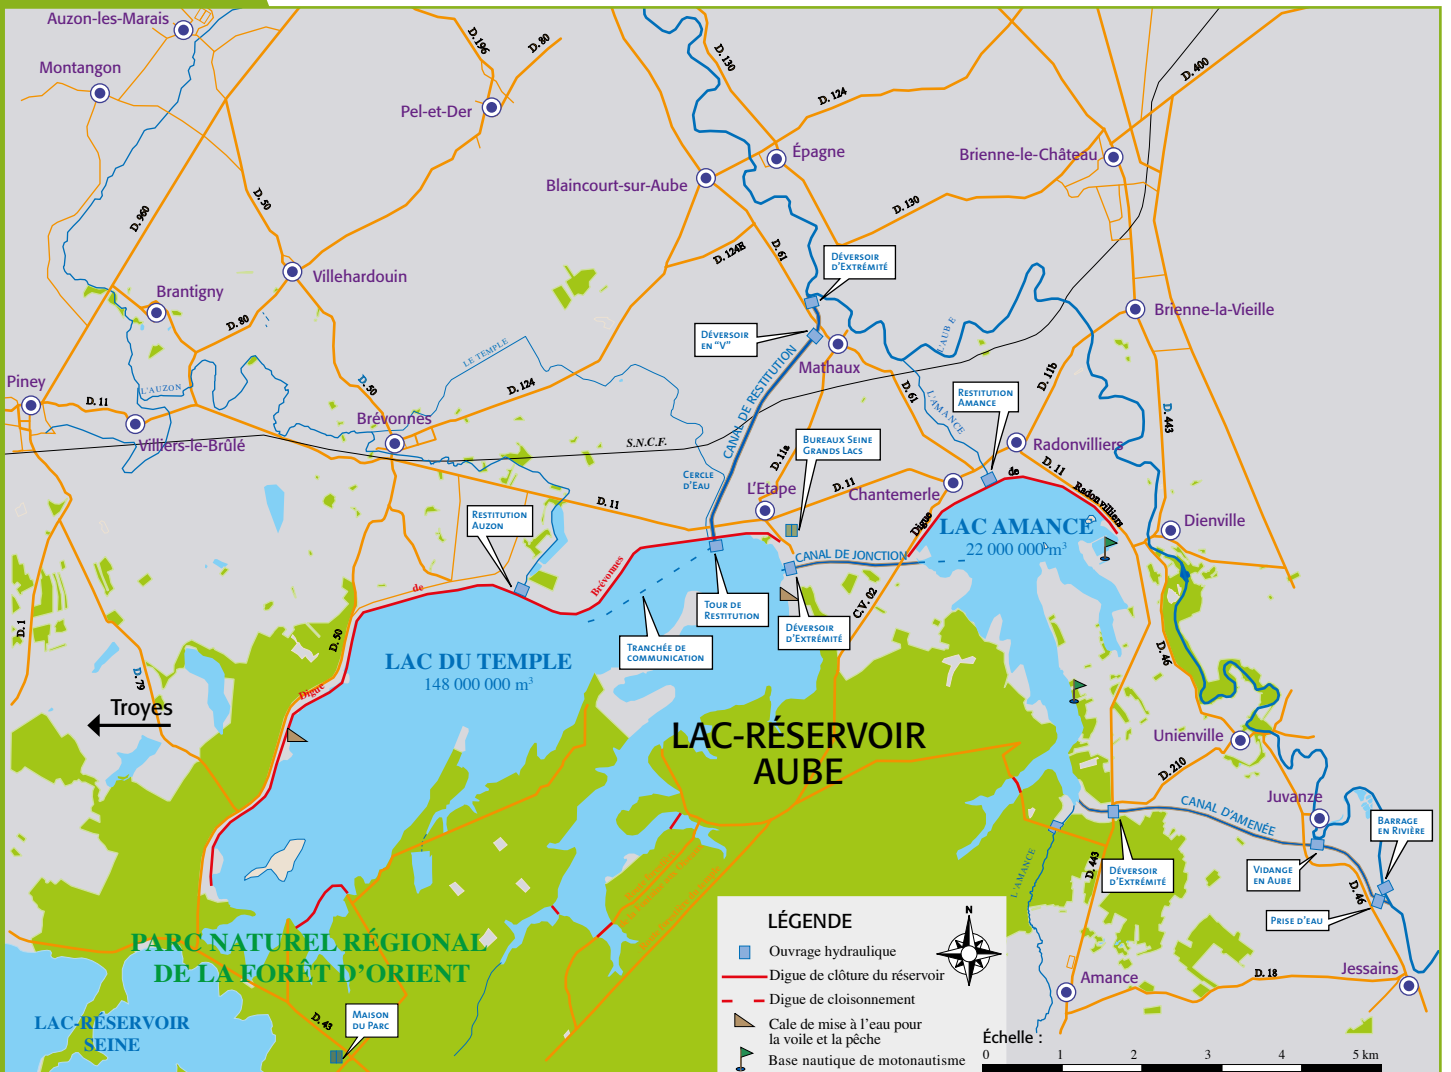 Auzon-les-Marais
Montangon
D. 196
D. 80
D. 130
D. 400
Pel-et-Der
D. 124
Épagne
Brienne-le-Château
Blaincourt-sur-Aube
D. 50
D. 960
D. 130
D. 124B
D. 61
Déversoir
d'Extrémité
Villehardouin
Brantigny
D. 80
Brienne-la-Vieille
Déversoir
en "V"
L'AUBE
LE TEMPLE
Mathaux
Piney
L'AUZON
D. 50
D. 124
D. 11
D. 61
D. 11b
Restitution
Amance
L'AMANCE
D. 443
Brévonnes
Villiers-le-Brûlé
S.N.C.F.
CANAL DE RESTITUTION
Bureaux Seine
Grands Lacs
Radonvilliers
D. 11a
Cercle
d'Eau
D. 11
D. 11
L'Etape
Chantemerle
D. 11
Digue
de
Radonvilliers
Restitution
Auzon
LAC AMANCE
22 000 000 m³
Dienville
CANAL DE JONCTION
Digue
de
Brévonnes
C.V. 02
Tour de
Restitution
Déversoir
d'Extrémité
Tranchée de
communication
D. 1
D. 50
D. 79
D. 46
LAC DU TEMPLE
148 000 000 m³
Troyes
LAC-RÉSERVOIR
AUBE
Unienville
D. 210
Juvanze
CANAL D'AMENÉE
Barrage
en Rivière
L'AMANCE
D. 443
Déversoir
d'Extrémité
Vidange
en Aube
D. 46
Prise d'eau
PARC NATUREL RÉGIONAL
DE LA FORÊT D'ORIENT
LAC-RÉSERVOIR
SEINE
D. 43
Maison
du Parc
Amance
D. 18
Jessains
LÉGENDE
N
Ouvrage hydraulique
Digue de clôture du réservoir
Digue de cloisonnement
Cale de mise à l'eau pour
la voile et la pêche
Base nautique de motonautisme
Échelle :
0 1 2 3 4 5 km